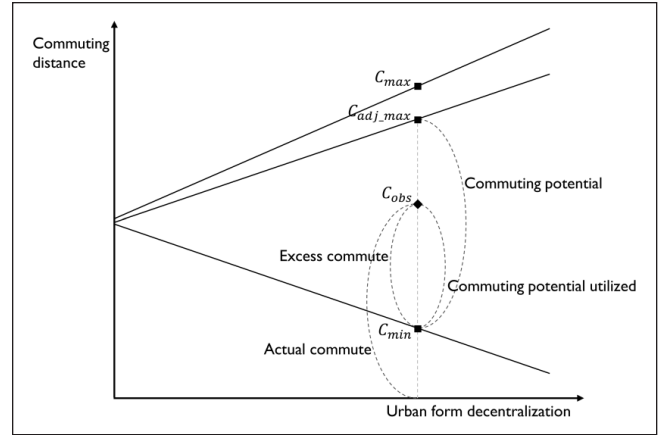 Commuting
distance
C_max
C_adj_max
Commuting potential
C_obs
Excess commute
Commuting potential utilized
C_min
Actual commute
Urban form decentralization